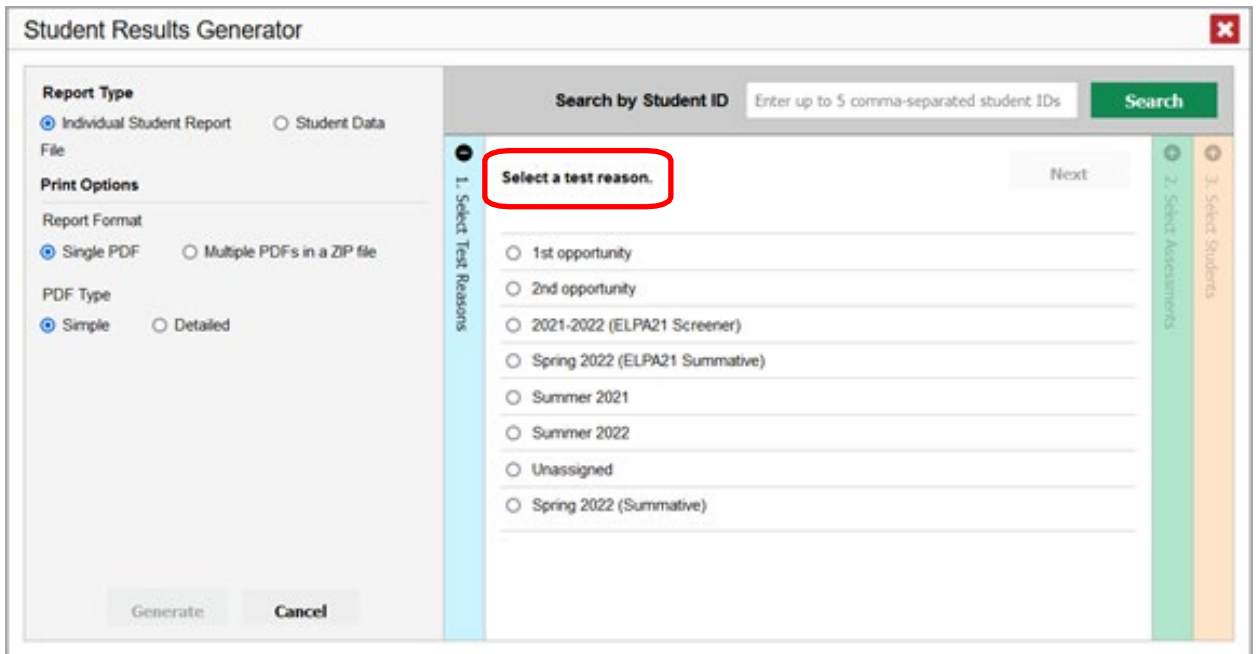 Student Results Generator
Report Type
Individual Student Report Student Data
File
Print Options
Report Format
Single PDF Multiple PDFs in a ZIP file
PDF Type
Simple Detailed
Generate Cancel
Search by Student ID Enter up to 5 comma-separated student IDs Search
1. Select Test Reasons
Select a test reason. Next
1st opportunity
2nd opportunity
2021-2022 (ELPA21 Screener)
Spring 2022 (ELPA21 Summative)
Summer 2021
Summer 2022
Unassigned
Spring 2022 (Summative)
2. Select Assessments
3. Select Students